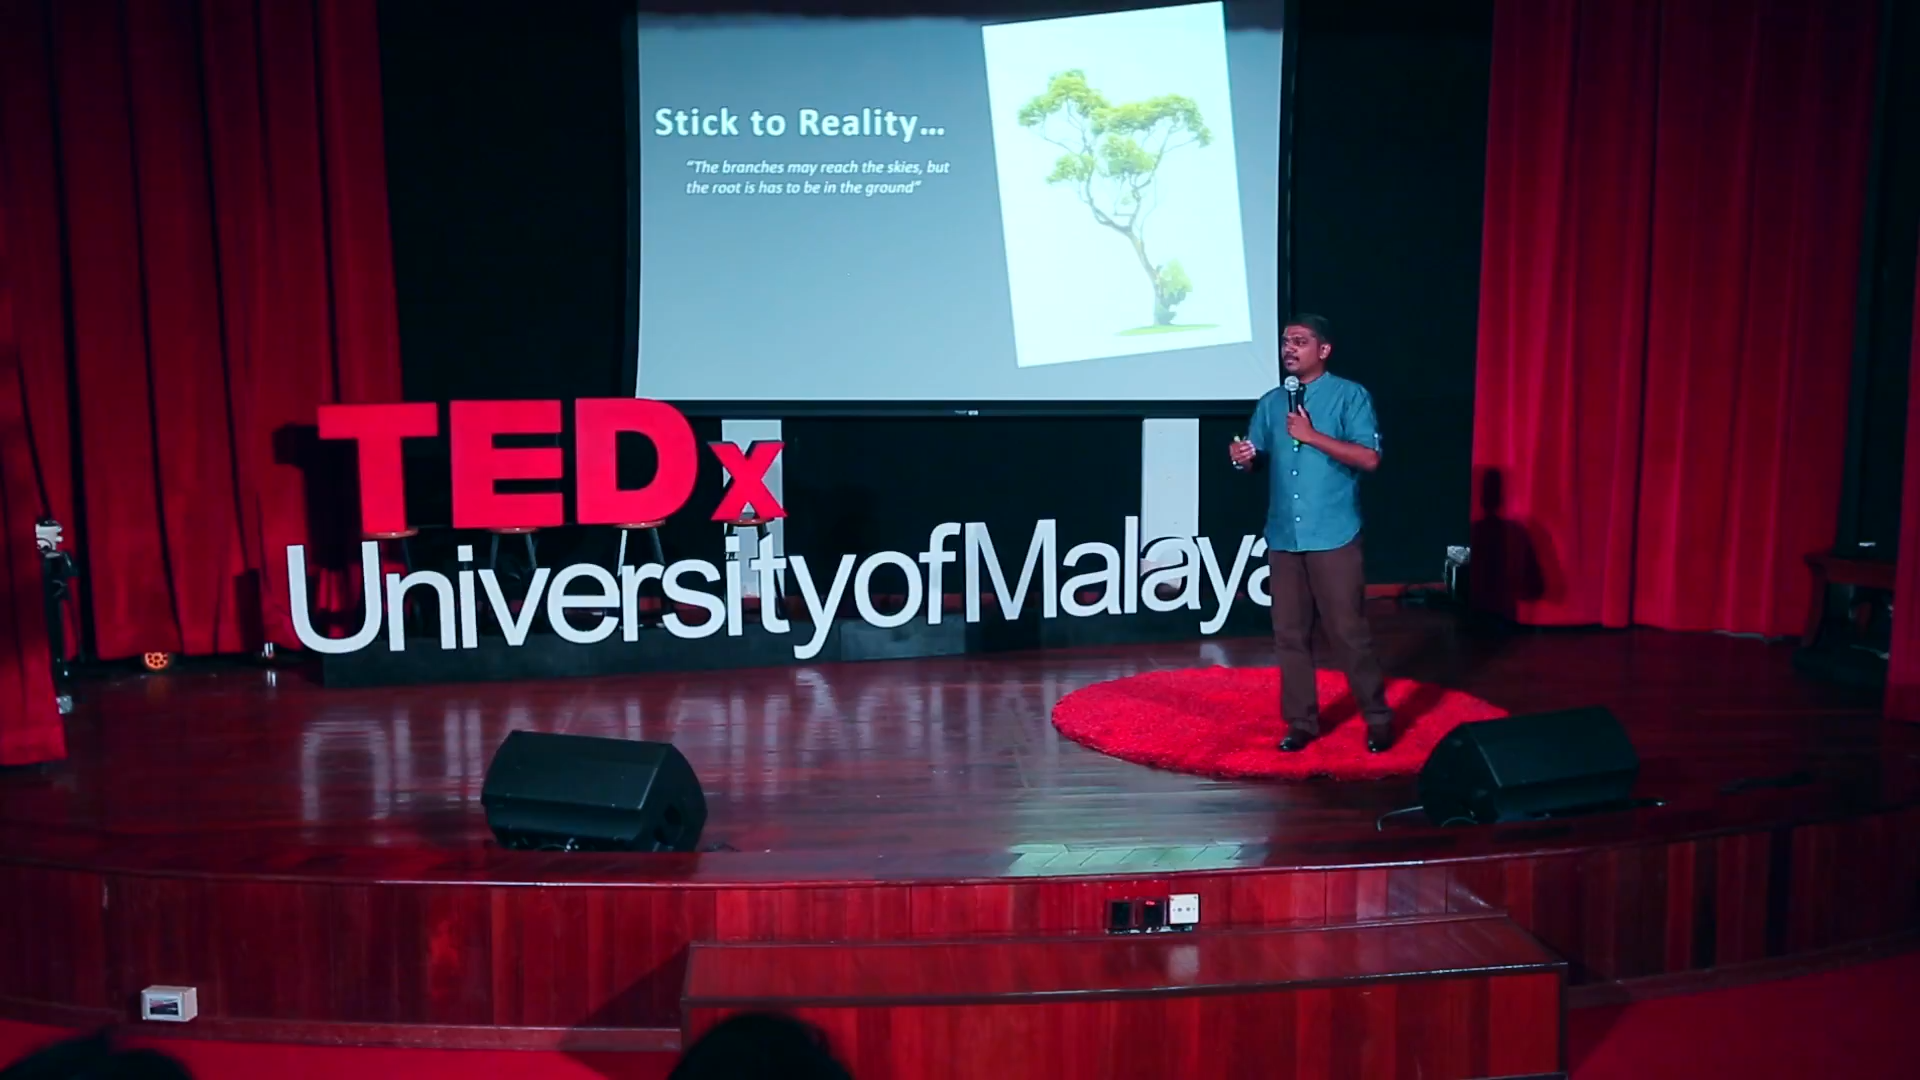 Stick to Reality...
“The branches may reach the skies, but
the root is has to be in the ground”
TEDx
UniversityofMalaya